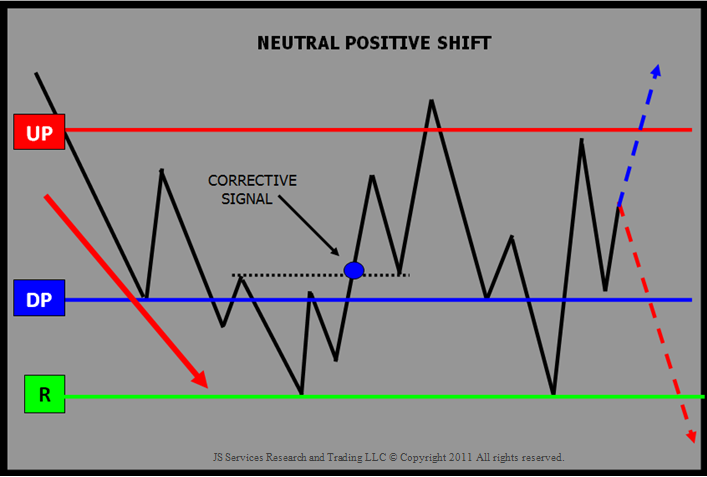 NEUTRAL POSITIVE SHIFT
UP
CORRECTIVE
SIGNAL
DP
R
JS Services Research and Trading LLC © Copyright 2011 All rights reserved.